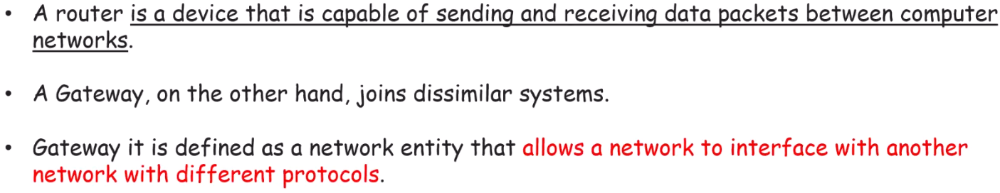 • A router is a device that is capable of sending and receiving data packets between computer
networks.
• A Gateway, on the other hand, joins dissimilar systems.
• Gateway it is defined as a network entity that allows a network to interface with another
network with different protocols.